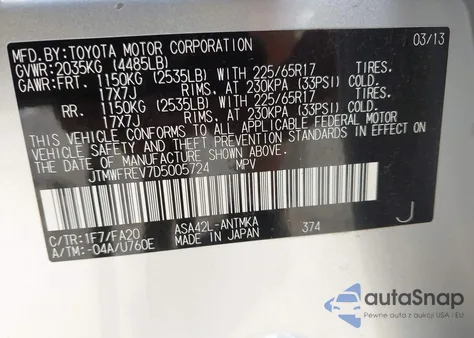 MFD.BY:TOYOTA MOTOR CORPORATION 03/13
GVWR:2035KG (4485LB)
GAWR:FRT. 1150KG (2535LB) WITH 225/65R17 TIRES.
17X7J RIMS, AT 230KPA (33PSI) COLD.
RR. 1150KG (2535LB) WITH 225/65R17 TIRES.
17X7J RIMS, AT 230KPA (33PSI) COLD.
THIS VEHICLE CONFORMS TO ALL APPLICABLE FEDERAL MOTOR
VEHICLE SAFETY AND THEFT PREVENTION STANDARDS IN EFFECT ON
THE DATE OF MANUFACTURE SHOWN ABOVE.
JTMWFREV7D5005724 MPV
C/TR:1F7/FA20 ASA42L-ANTMKA 374
A/TM:-04A/U760E MADE IN JAPAN J
autoSnap
Pewne auta z aukcji USA i EU